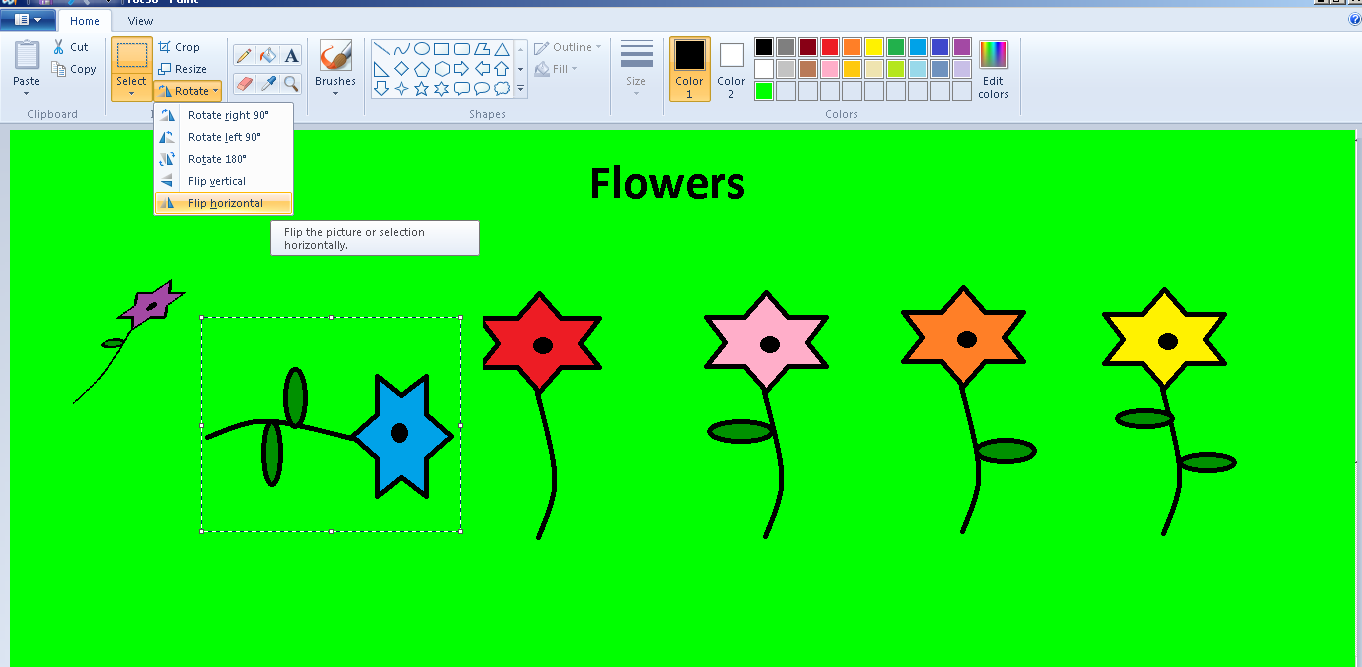 Home View
Cut
Copy
Paste
Clipboard
Select
Crop
Resize
Rotate
A
Brushes
Outline
Fill
Shapes
Size
Color 1
Color 2
Edit colors
Colors
Rotate right 90°
Rotate left 90°
Rotate 180°
Flip vertical
Flip horizontal
Flip the picture or selection
horizontally.
Flowers